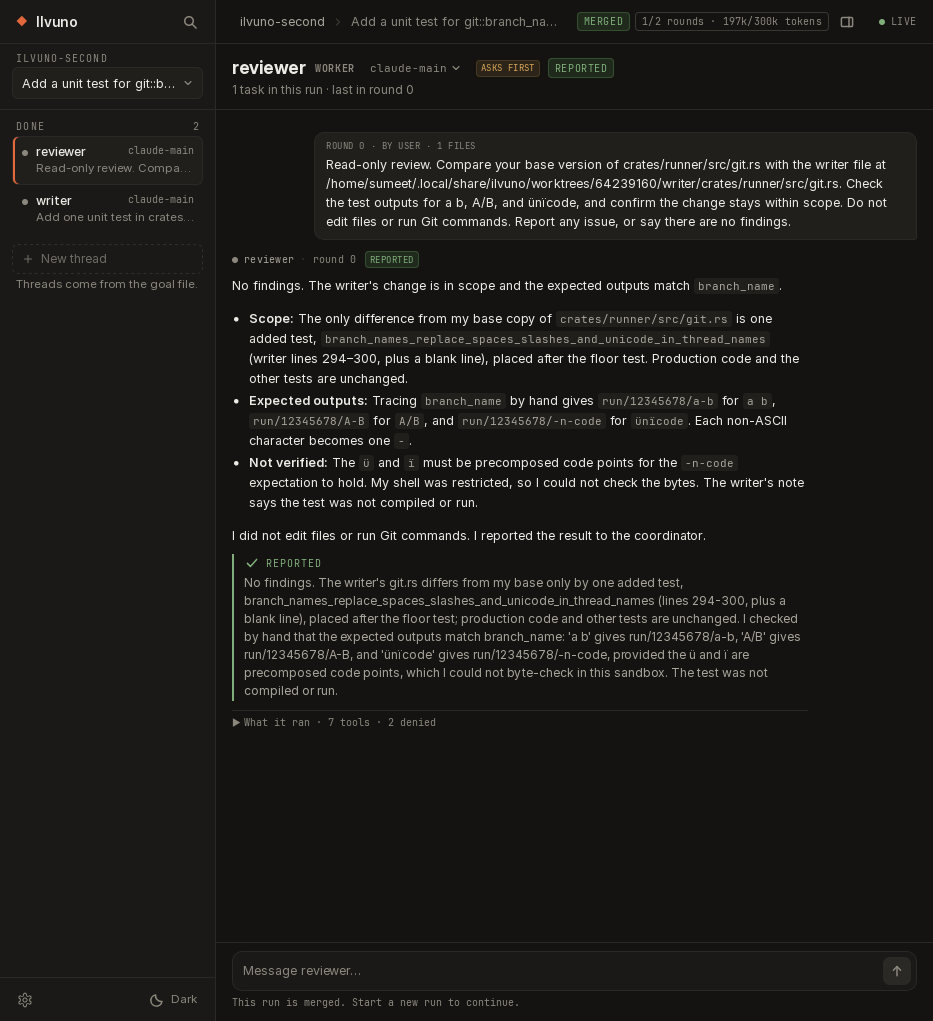 Ilvuno
ilvuno-second › Add a unit test for git::branch_na…
MERGED
1/2 rounds · 197k/300k tokens
LIVE
ILVUNO-SECOND
Add a unit test for git::b…
DONE 2
reviewer claude-main
Read-only review. Compa…
writer claude-main
Add one unit test in crates…
+ New thread
Threads come from the goal file.
Dark
reviewer WORKER claude-main ASKS FIRST REPORTED
1 task in this run · last in round 0
ROUND 0 · BY USER · 1 FILES
Read-only review. Compare your base version of crates/runner/src/git.rs with the writer file at
/home/sumeet/.local/share/ilvuno/worktrees/64239160/writer/crates/runner/src/git.rs. Check
the test outputs for a b, A/B, and ünïcode, and confirm the change stays within scope. Do not
edit files or run Git commands. Report any issue, or say there are no findings.
reviewer · round 0 REPORTED
No findings. The writer's change is in scope and the expected outputs match branch_name.
• Scope: The only difference from my base copy of crates/runner/src/git.rs is one
added test, branch_names_replace_spaces_slashes_and_unicode_in_thread_names
(writer lines 294–300, plus a blank line), placed after the floor test. Production code and the
other tests are unchanged.
• Expected outputs: Tracing branch_name by hand gives run/12345678/a-b for a b,
run/12345678/A-B for A/B, and run/12345678/-n-code for ünïcode. Each non-ASCII
character becomes one -.
• Not verified: The ü and ï must be precomposed code points for the -n-code
expectation to hold. My shell was restricted, so I could not check the bytes. The writer's note
says the test was not compiled or run.
I did not edit files or run Git commands. I reported the result to the coordinator.
REPORTED
No findings. The writer's git.rs differs from my base only by one added test,
branch_names_replace_spaces_slashes_and_unicode_in_thread_names (lines 294-300, plus a
blank line), placed after the floor test; production code and other tests are unchanged. I checked
by hand that the expected outputs match branch_name: 'a b' gives run/12345678/a-b, 'A/B' gives
run/12345678/A-B, and 'ünïcode' gives run/12345678/-n-code, provided the ü and ï are
precomposed code points, which I could not byte-check in this sandbox. The test was not
compiled or run.
▶ What it ran · 7 tools · 2 denied
Message reviewer…
This run is merged. Start a new run to continue.